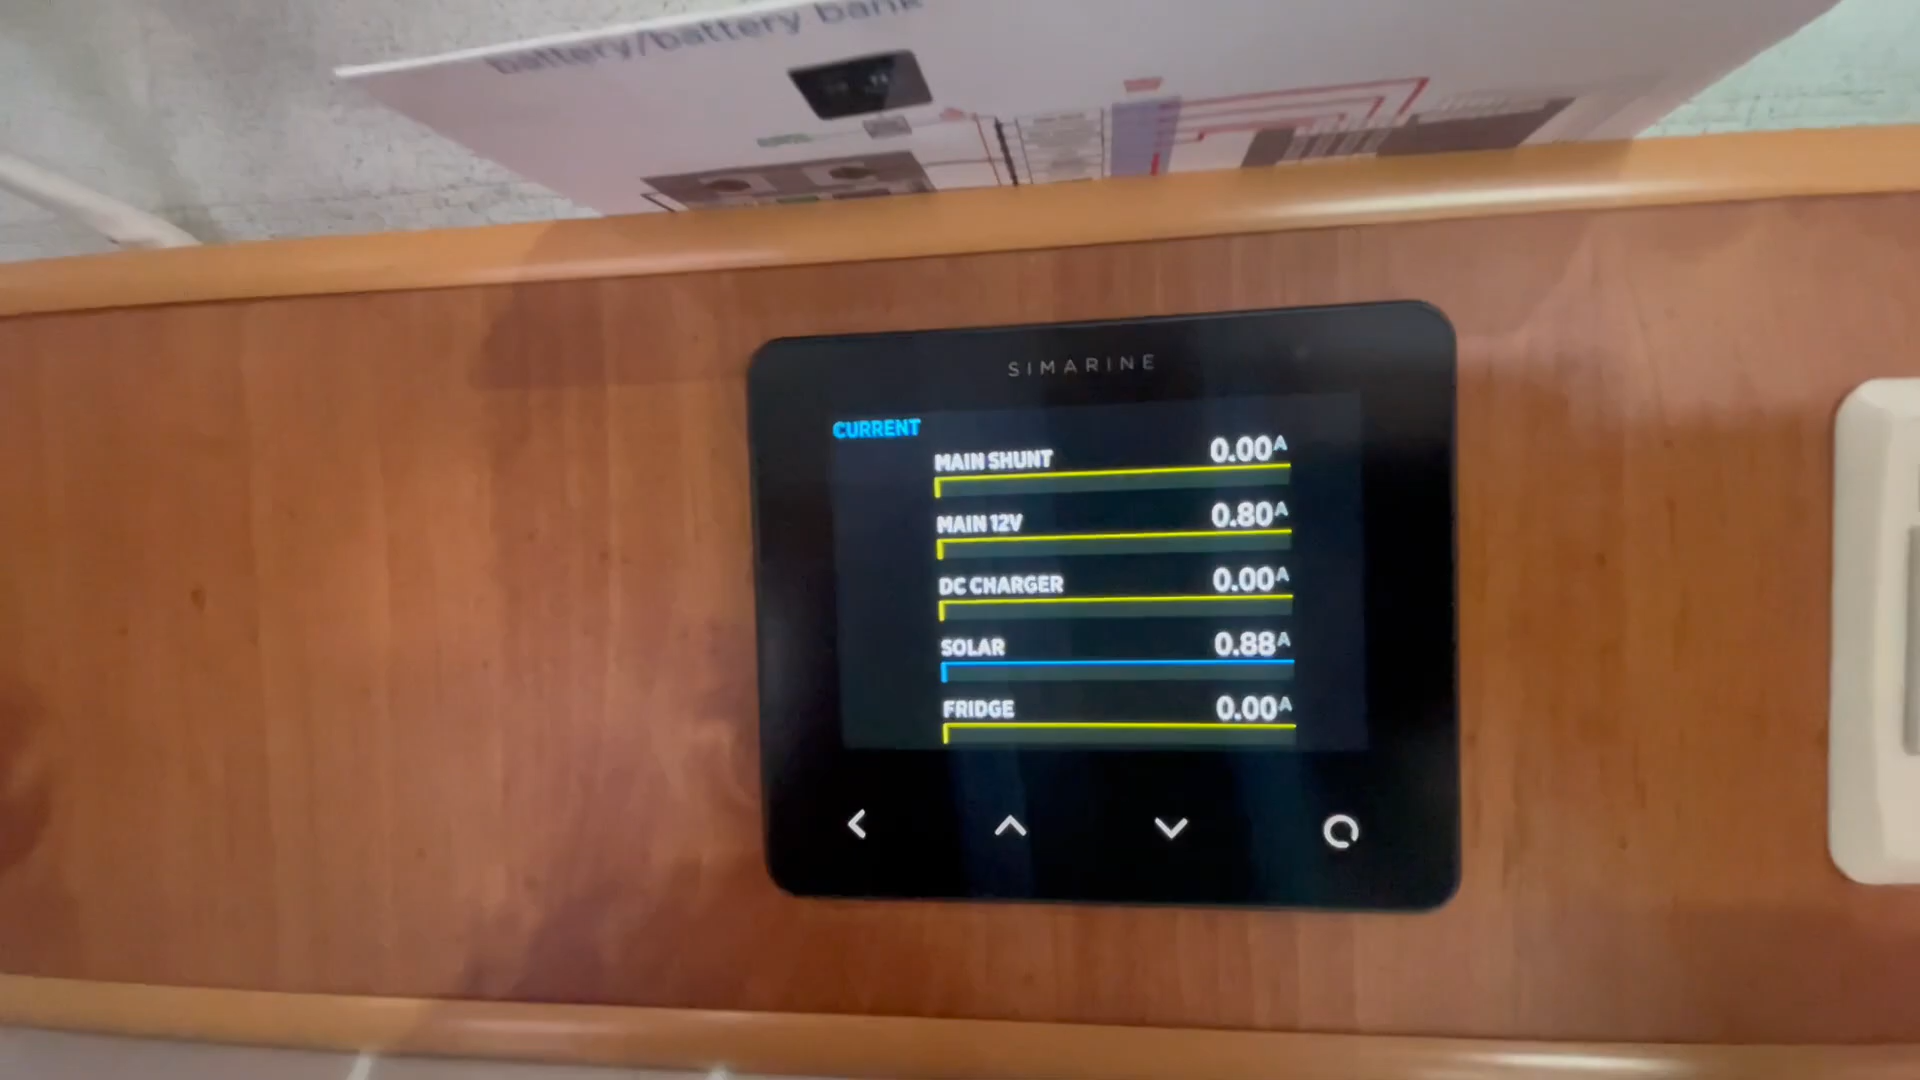 battery/battery bank
SIMARINE
CURRENT
MAIN SHUNT 0.00A
MAIN 12V 0.80A
DC CHARGER 0.00A
SOLAR 0.88A
FRIDGE 0.00A